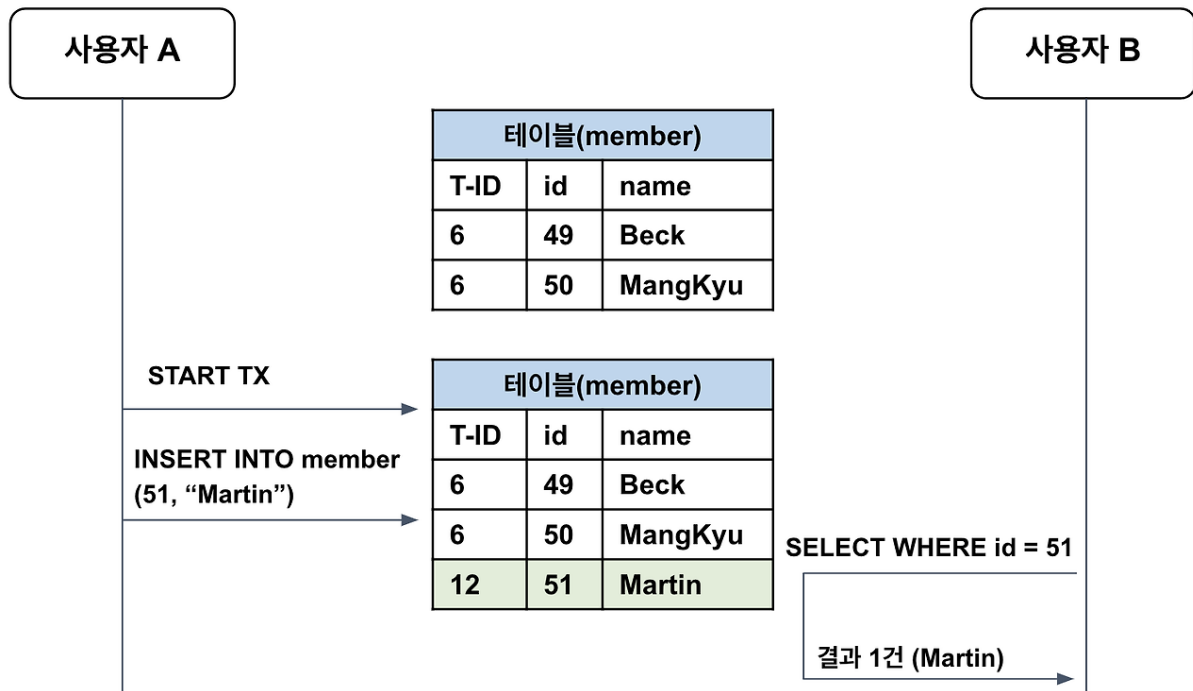 사용자 A
사용자 B
테이블(member)
T-ID id name
6 49 Beck
6 50 MangKyu
START TX
테이블(member)
T-ID id name
INSERT INTO member
(51, “Martin”)
6 49 Beck
6 50 MangKyu
12 51 Martin
SELECT WHERE id = 51
결과 1건 (Martin)